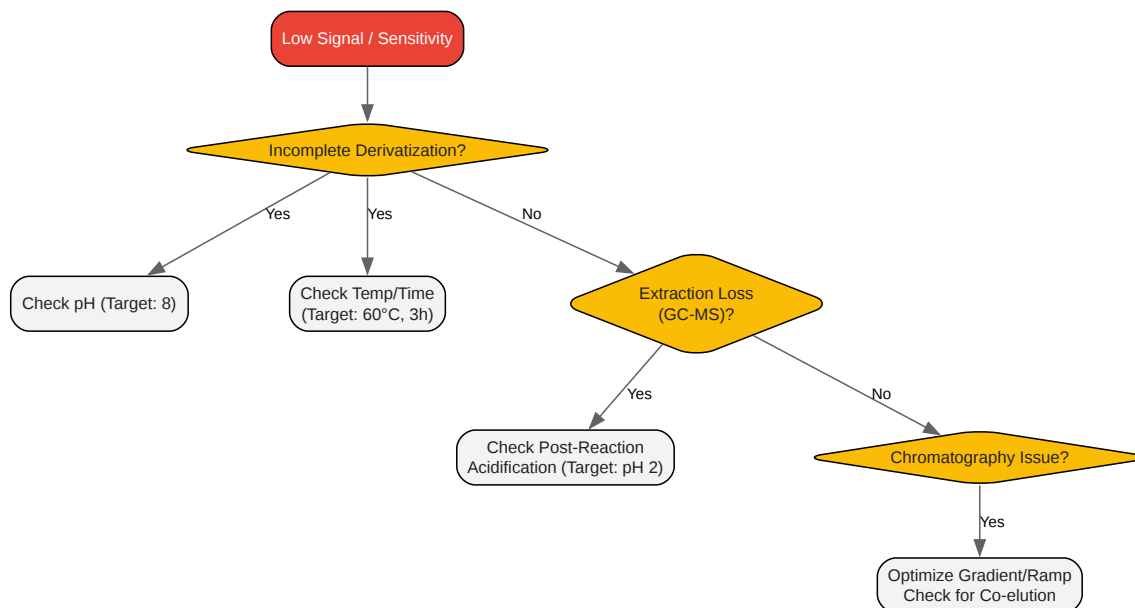 Low Signal / Sensitivity
Incomplete Derivatization?
Yes
Yes
No
Check pH (Target: 8)
Check Temp/Time
(Target: 60°C, 3h)
Extraction Loss
(GC-MS)?
Yes
No
Check Post-Reaction
Acidification (Target: pH 2)
Chromatography Issue?
Yes
Optimize Gradient/Ramp
Check for Co-elution